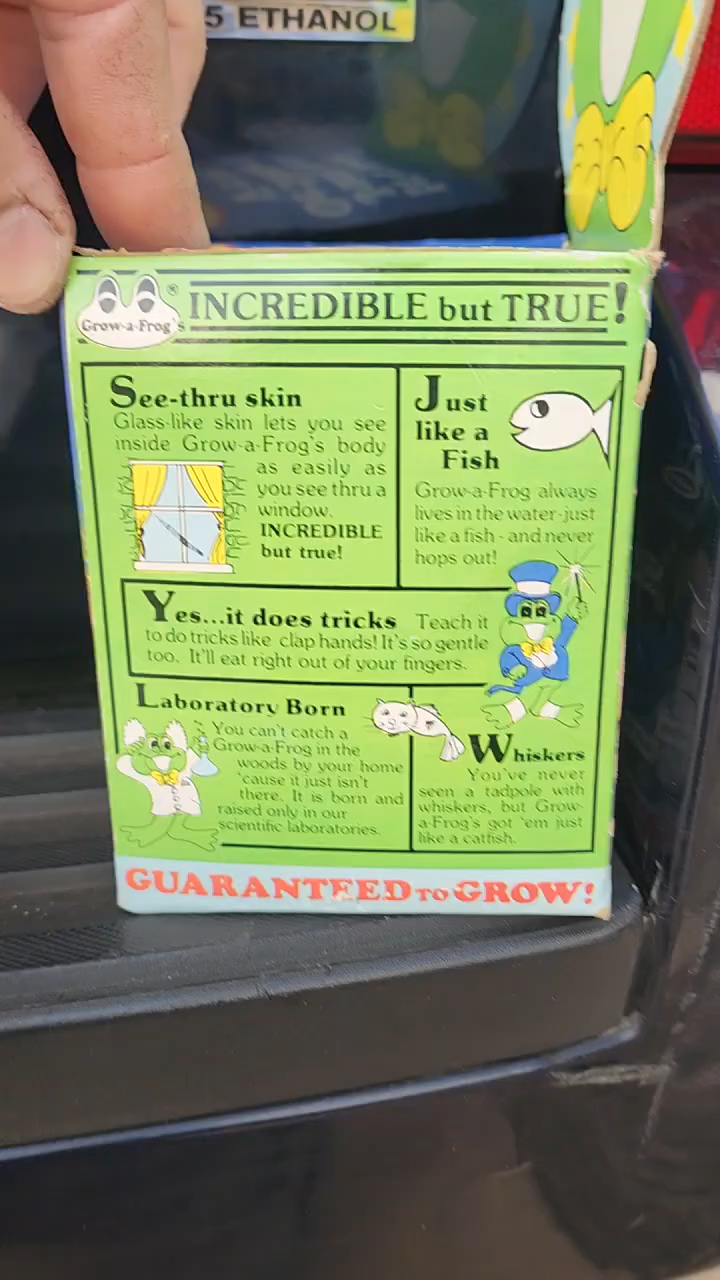 5 ETHANOL
Grow-a-Frog's®
INCREDIBLE but TRUE!
See-thru skin
Glass-like skin lets you see
inside Grow-a-Frog's body
as easily as
you see thru a
window.
INCREDIBLE
but true!
Just
like a
Fish
Grow-a-Frog always
lives in the water-just
like a fish - and never
hops out!
Yes...it does tricks Teach it
to do tricks like clap hands! It's so gentle
too. It'll eat right out of your fingers.
Laboratory Born
You can't catch a
Grow-a-Frog in the
woods by your home
'cause it just isn't
there. It is born and
raised only in our
scientific laboratories.
Whiskers
You've never
seen a tadpole with
whiskers, but Grow-
a-Frog's got 'em just
like a catfish.
GUARANTEED TO GROW!